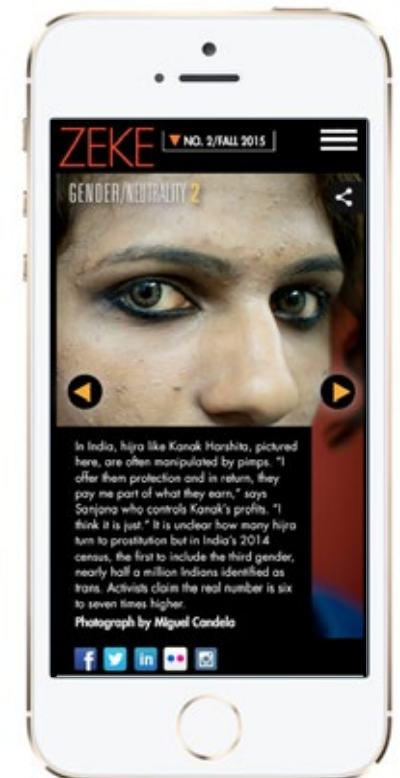 ZEKE
NO. 2/FALL 2015
GENDER/NEUTRALITY 2
In India, hijra like Kanak Harshita, pictured
here, are often manipulated by pimps. "I
offer them protection and in return, they
pay me part of what they earn," says
Sanjana who controls Kanak's profits. "I
think it is just." It is unclear how many hijra
turn to prostitution but in India's 2014
census, the first to include the third gender,
nearly half a million Indians identified as
trans. Activists claim the real number is six
to seven times higher.
Photograph by Miguel Candela
f
in